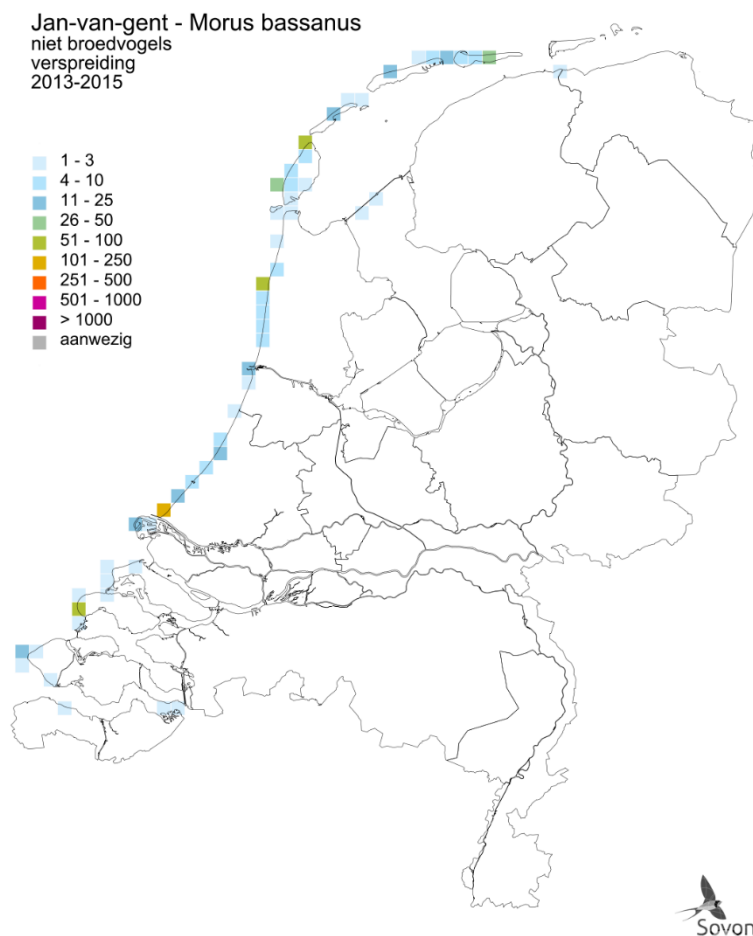 Jan-van-gent - Morus bassanus
niet broedvogels
verspreiding
2013-2015
1 - 3
4 - 10
11 - 25
26 - 50
51 - 100
101 - 250
251 - 500
501 - 1000
> 1000
aanwezig
Sovon